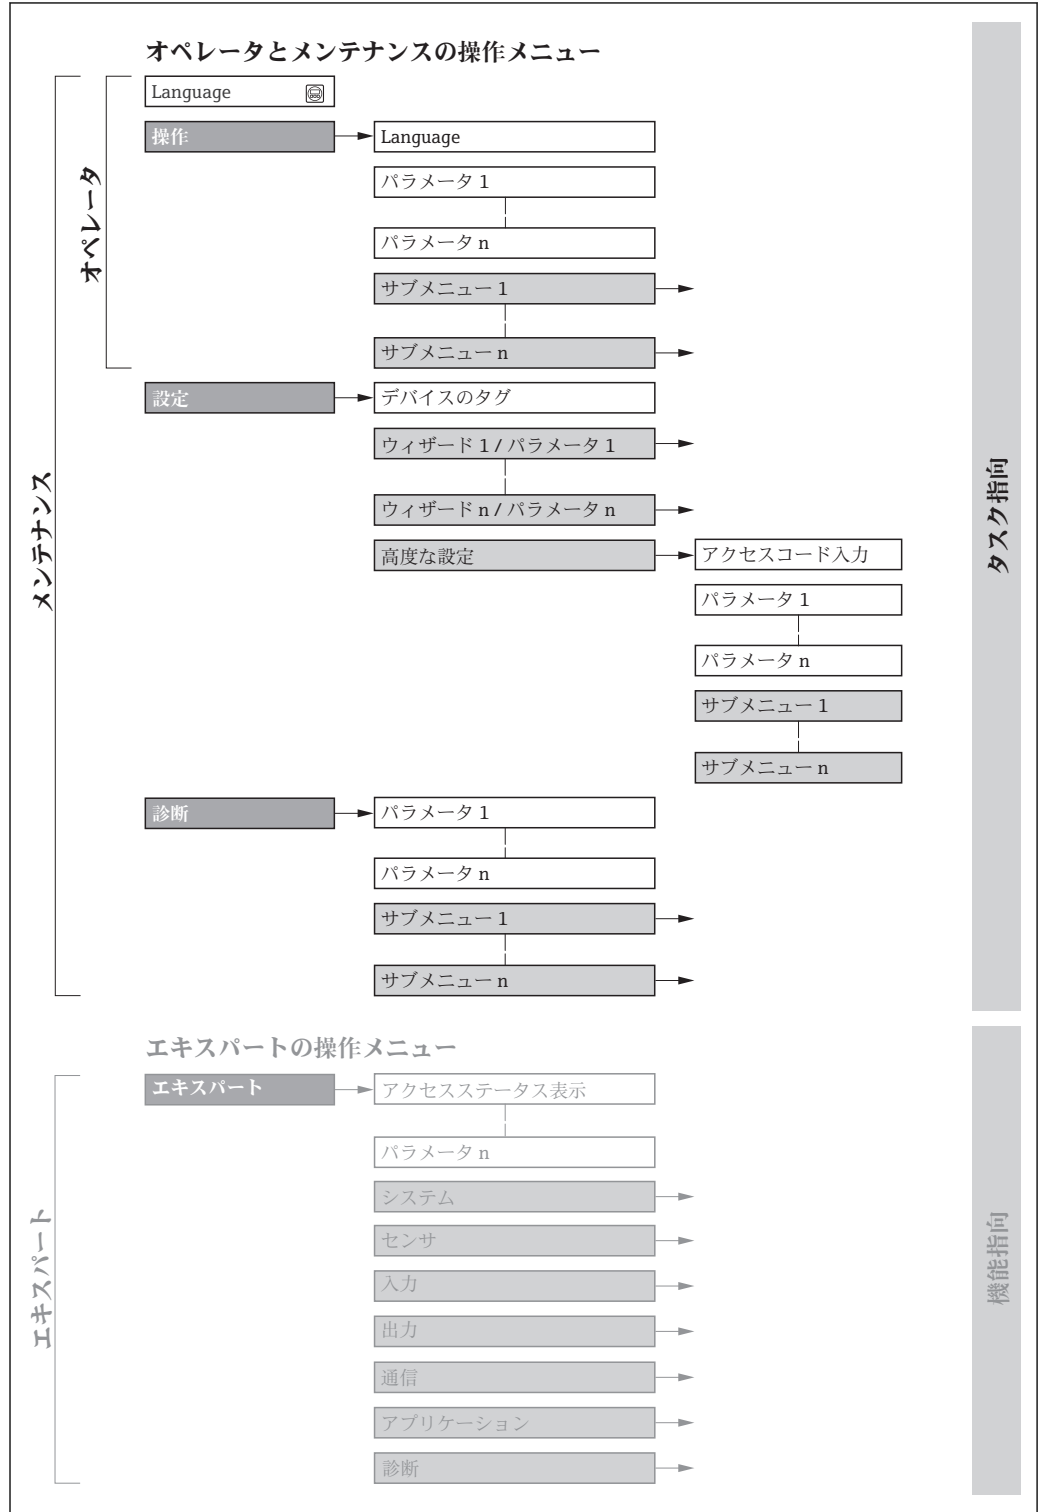 オペレータとメンテナンスの操作メニュー
Language
操作
Language
パラメータ 1
パラメータ n
サブメニュー 1
サブメニュー n
オペレータ
設定
デバイスのタグ
ウィザード 1 / パラメータ 1
ウィザード n / パラメータ n
高度な設定
アクセスコード入力
パラメータ 1
パラメータ n
サブメニュー 1
サブメニュー n
メンテナンス
タスク指向
診断
パラメータ 1
パラメータ n
サブメニュー 1
サブメニュー n
エキスパートの操作メニュー
エキスパート
アクセスステータス表示
パラメータ n
システム
センサ
入力
出力
通信
アプリケーション
診断
エキスパート
機能指向